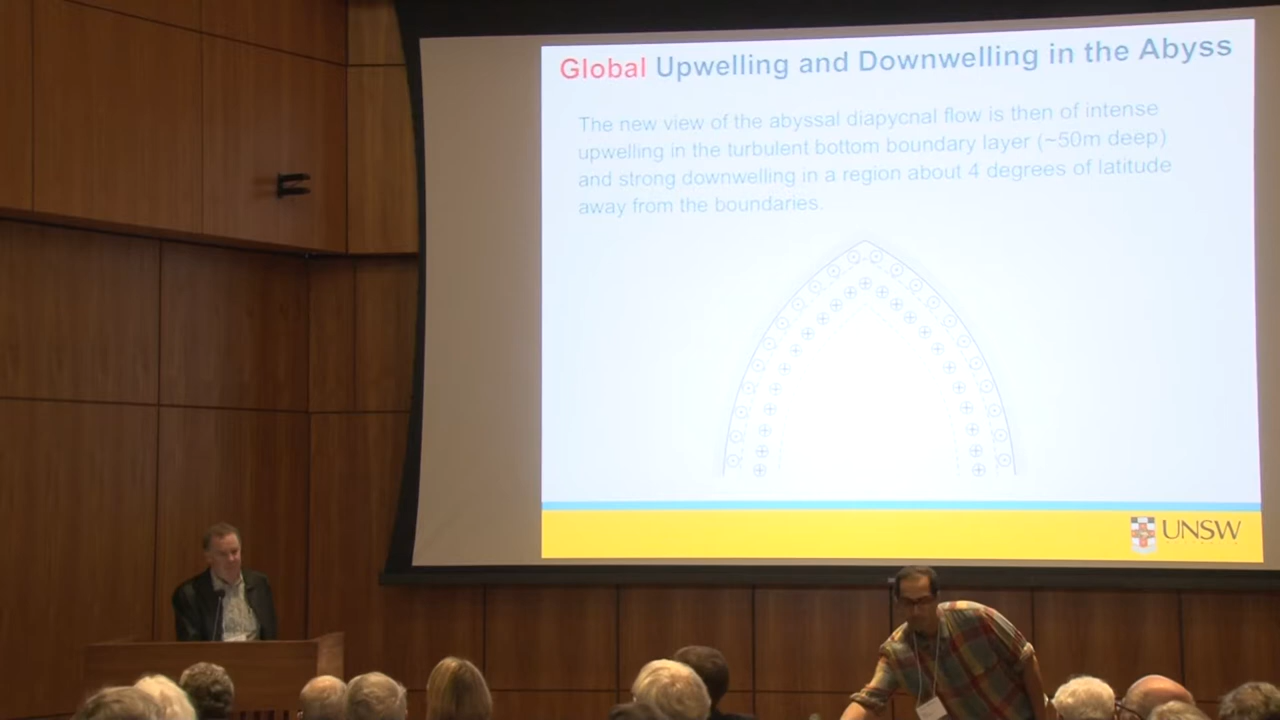 Global Upwelling and Downwelling in the Abyss
The new view of the abyssal diapycnal flow is then of intense
upwelling in the turbulent bottom boundary layer (~50m deep)
and strong downwelling in a region about 4 degrees of latitude
away from the boundaries.
UNSW